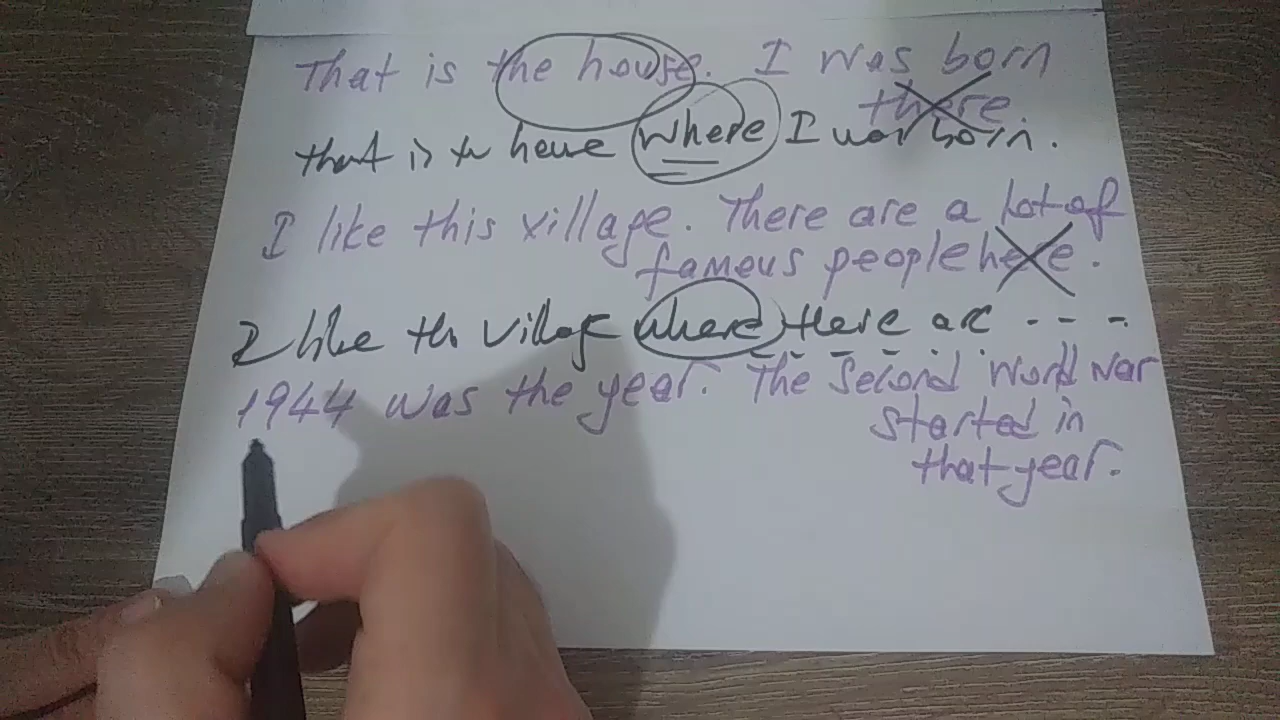 That is the house. I was born
there.
that is th house where I was born.
I like this village. There are a lot of
famous people here.
I like th village where there are - - -
1944 was the year. The Second World War
started in
that year.